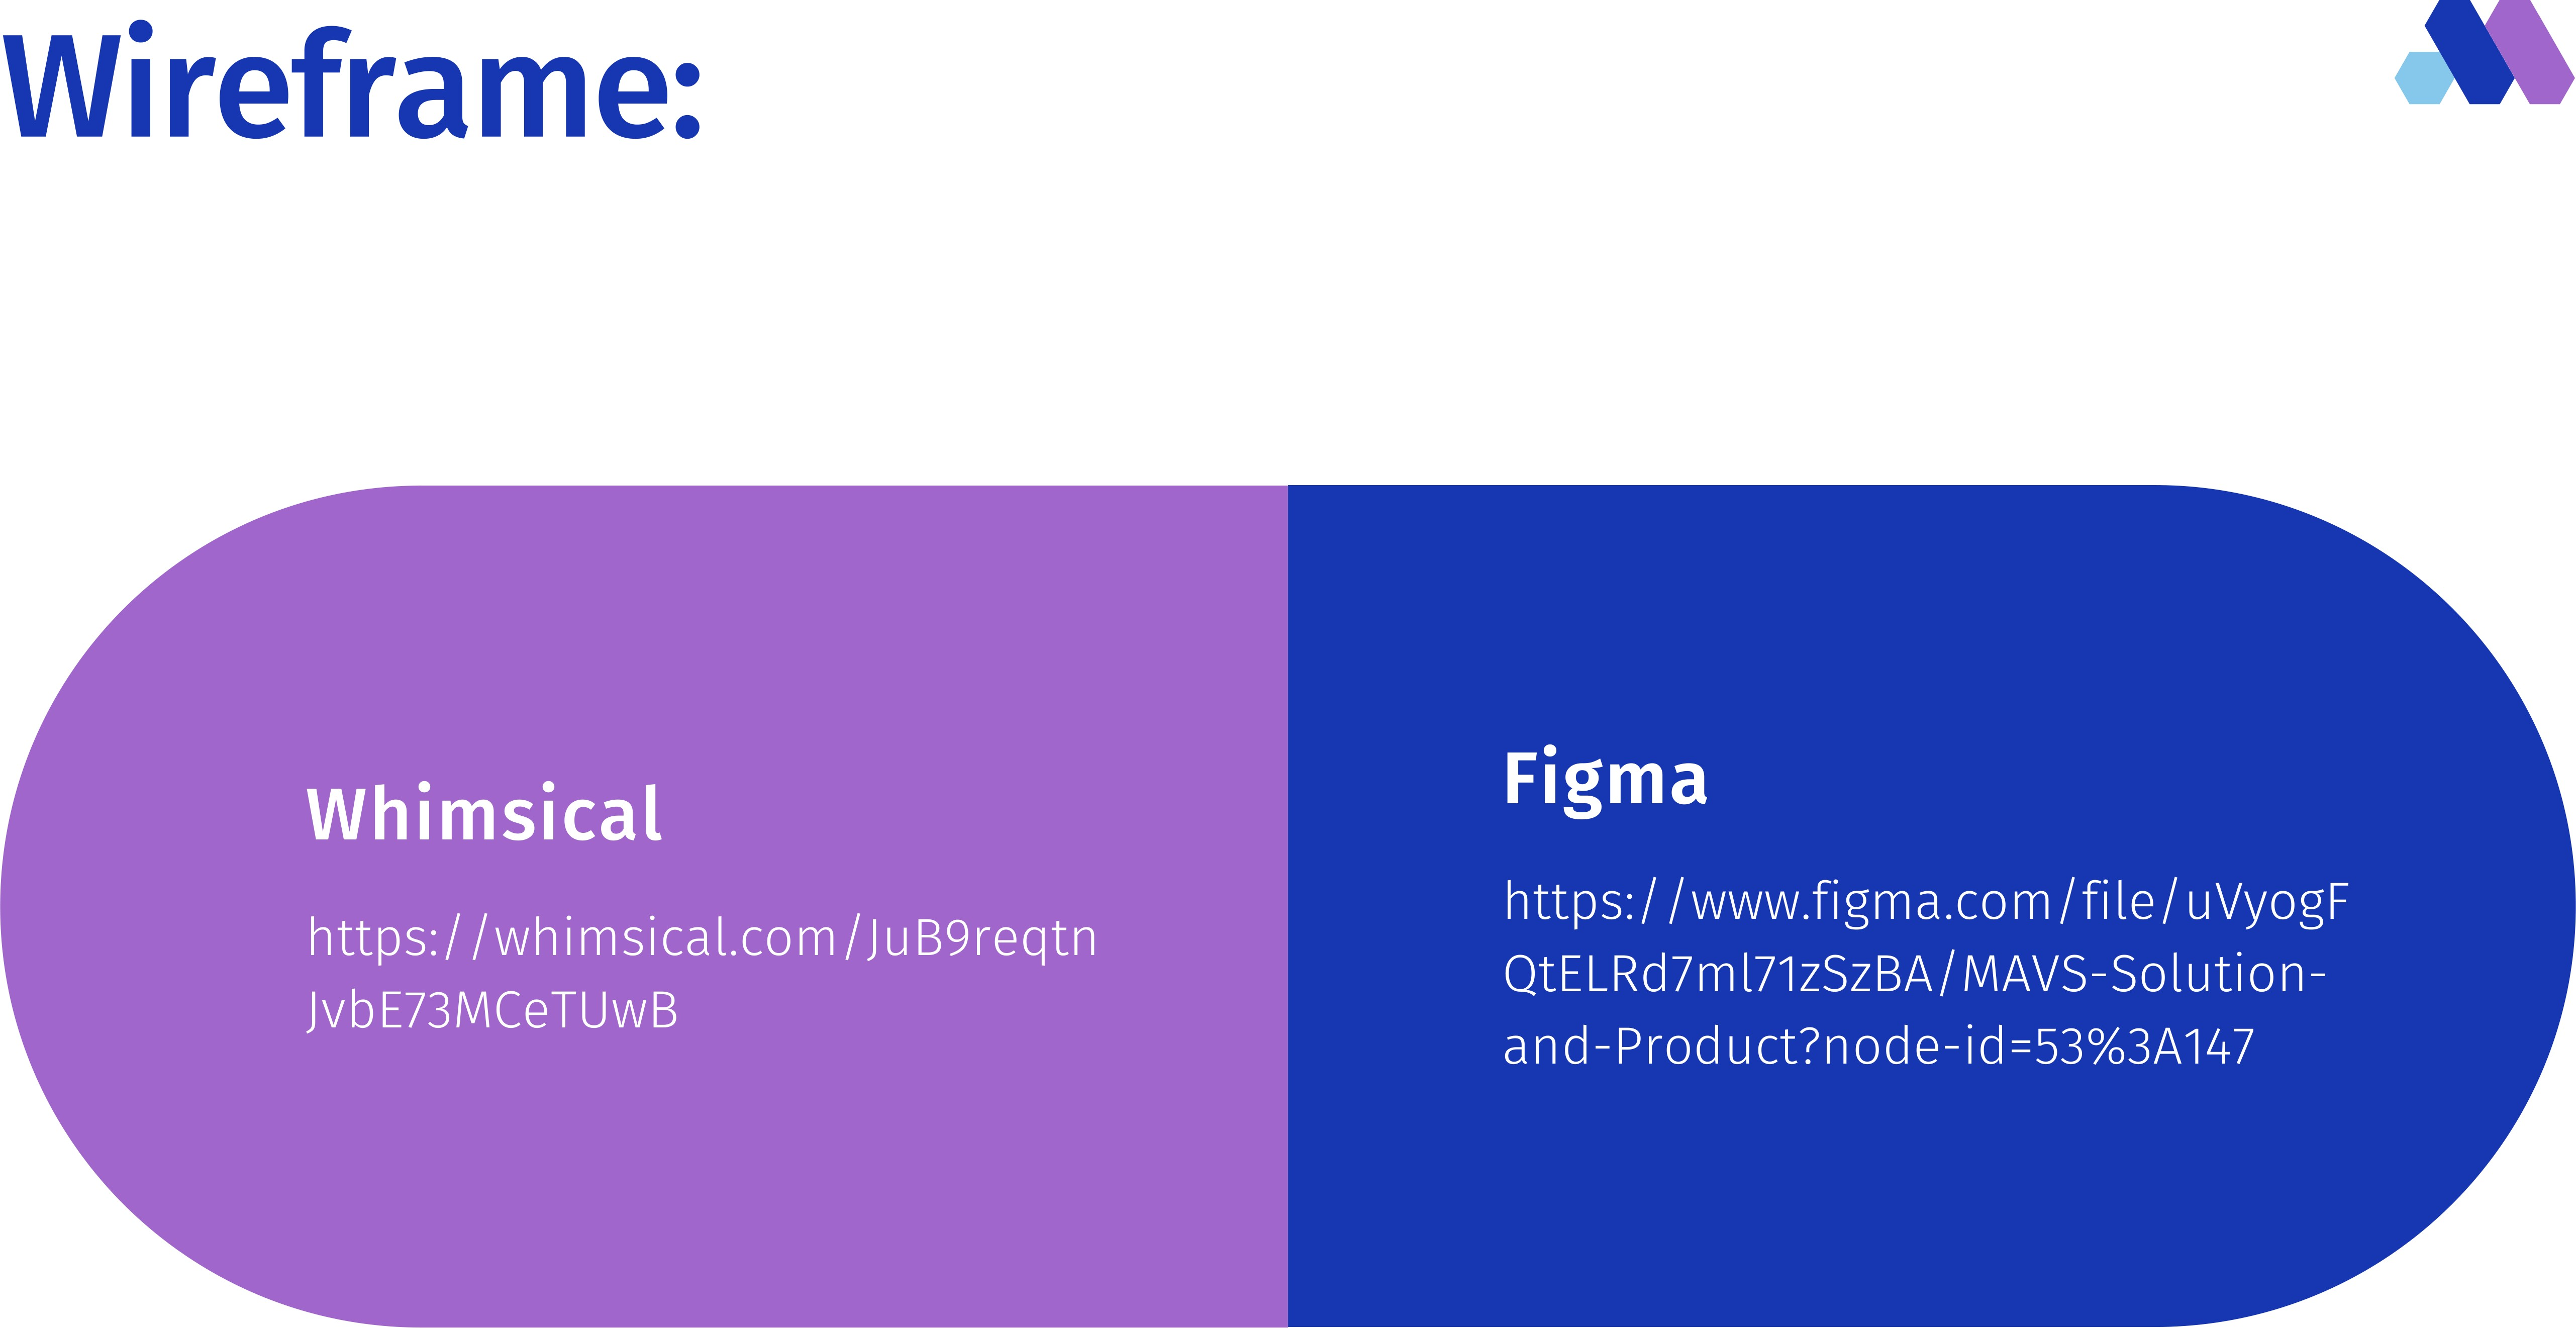 Wireframe:
Whimsical
https://whimsical.com/JuB9reqtn
JvbE73MCeTUwB
Figma
https://www.figma.com/file/uVyogF
QtELRd7ml71zSzBA/MAVS-Solution-
and-Product?node-id=53%3A147